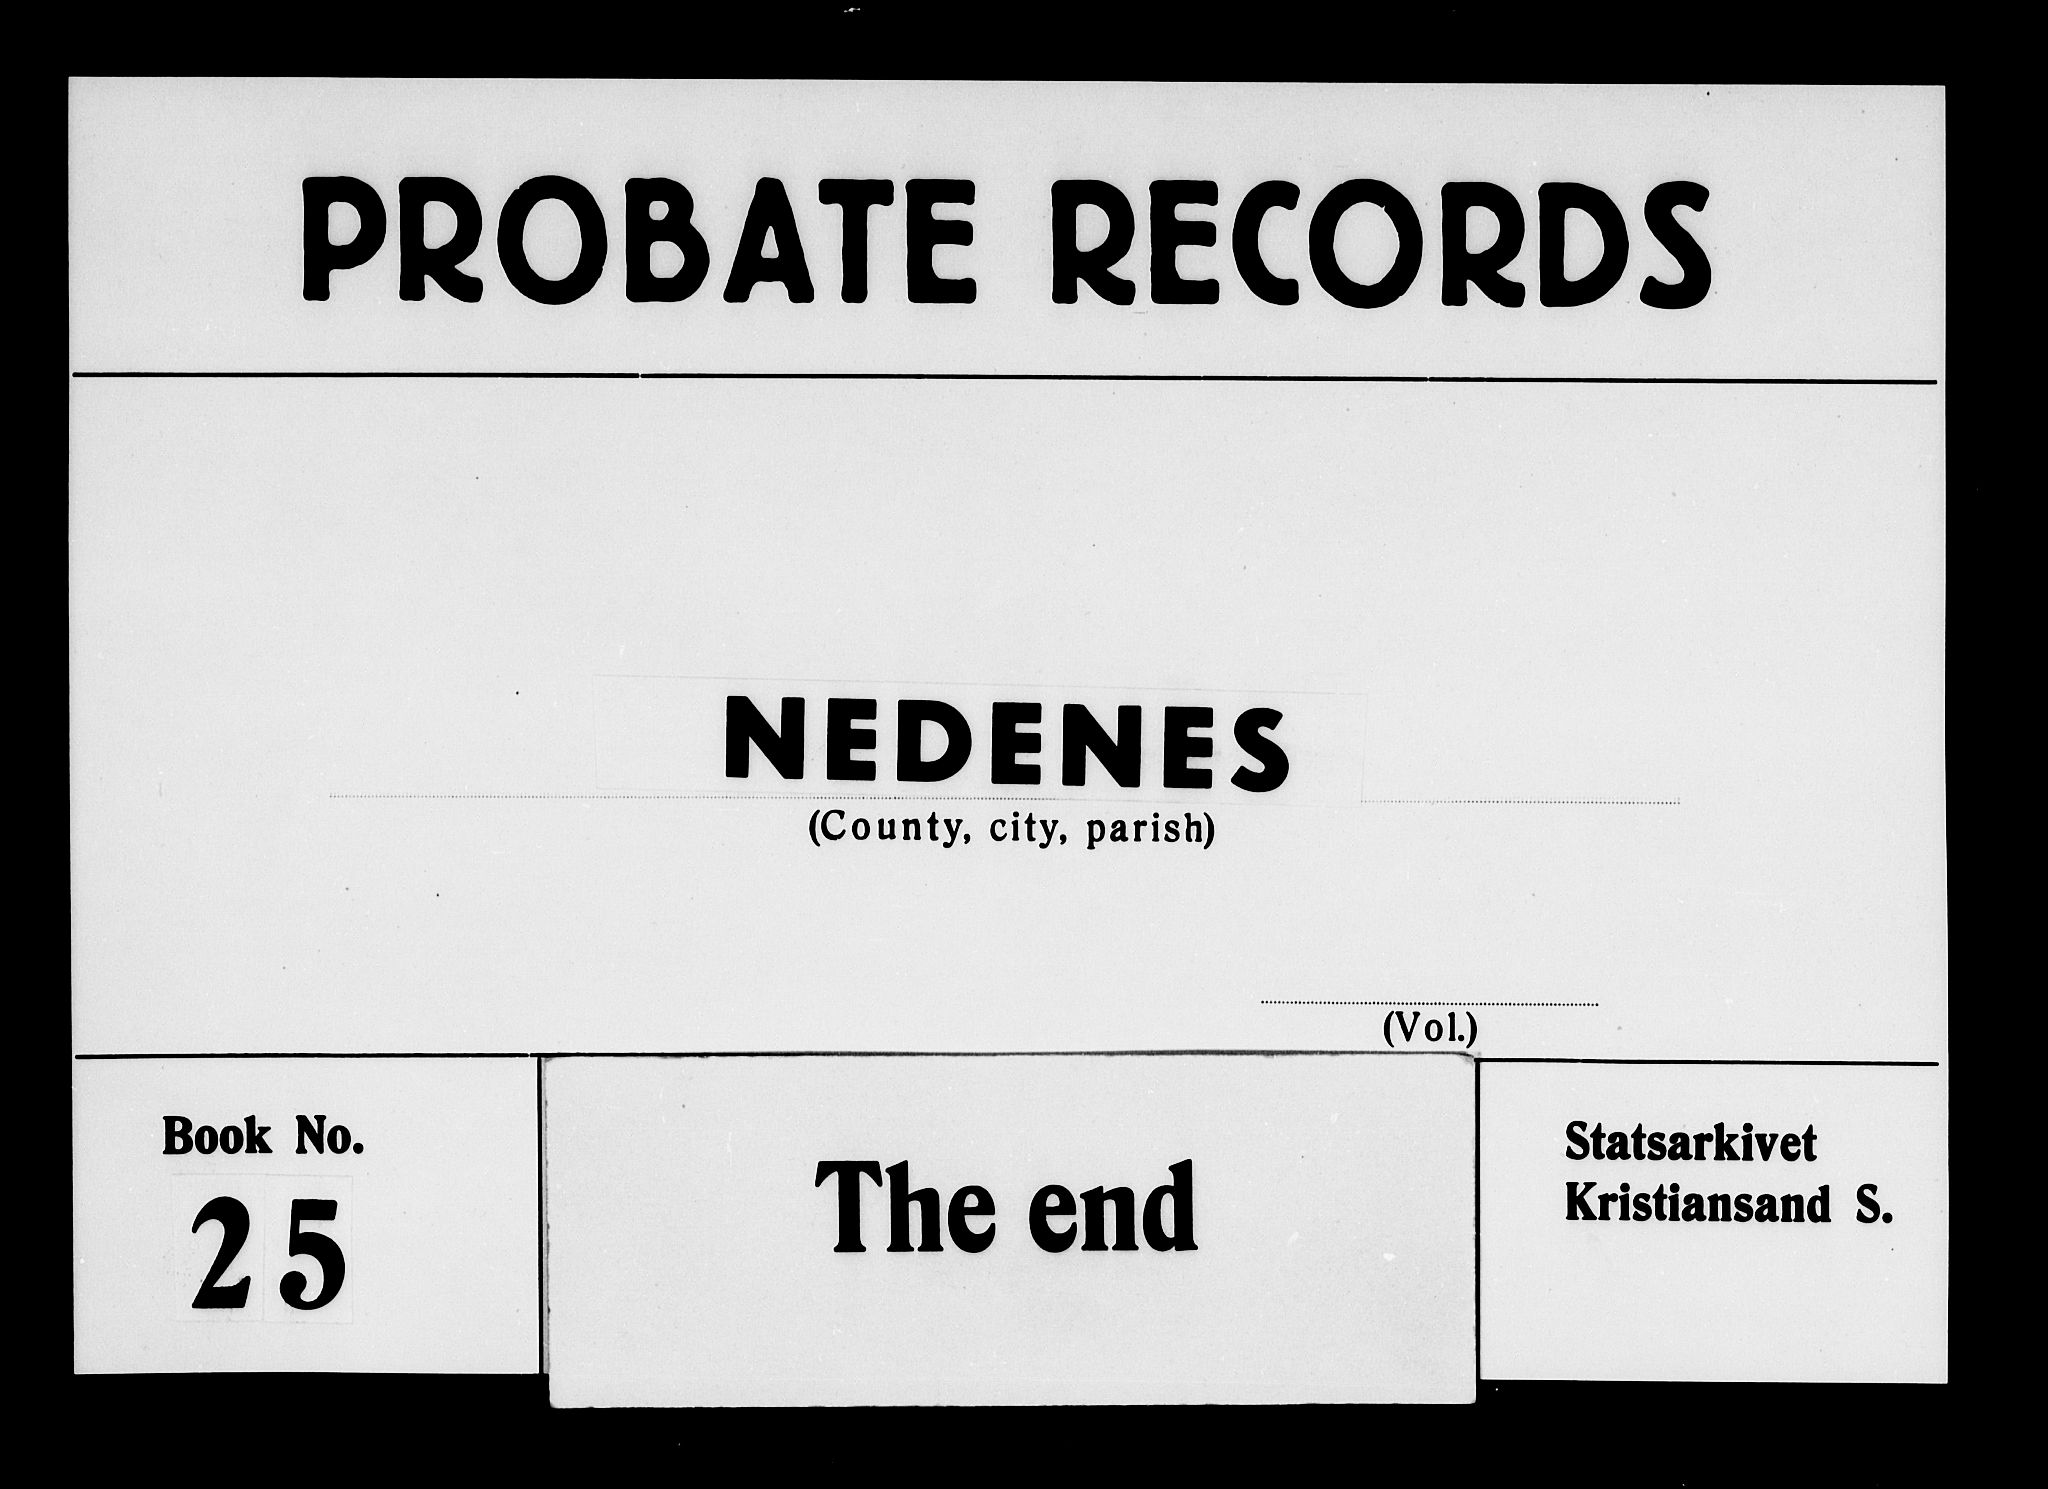 PROBATE RECORDS
NEDENES
(County, city, parish)
(Vol.)
Book No.
25
The end
Statsarkivet
Kristiansand S.